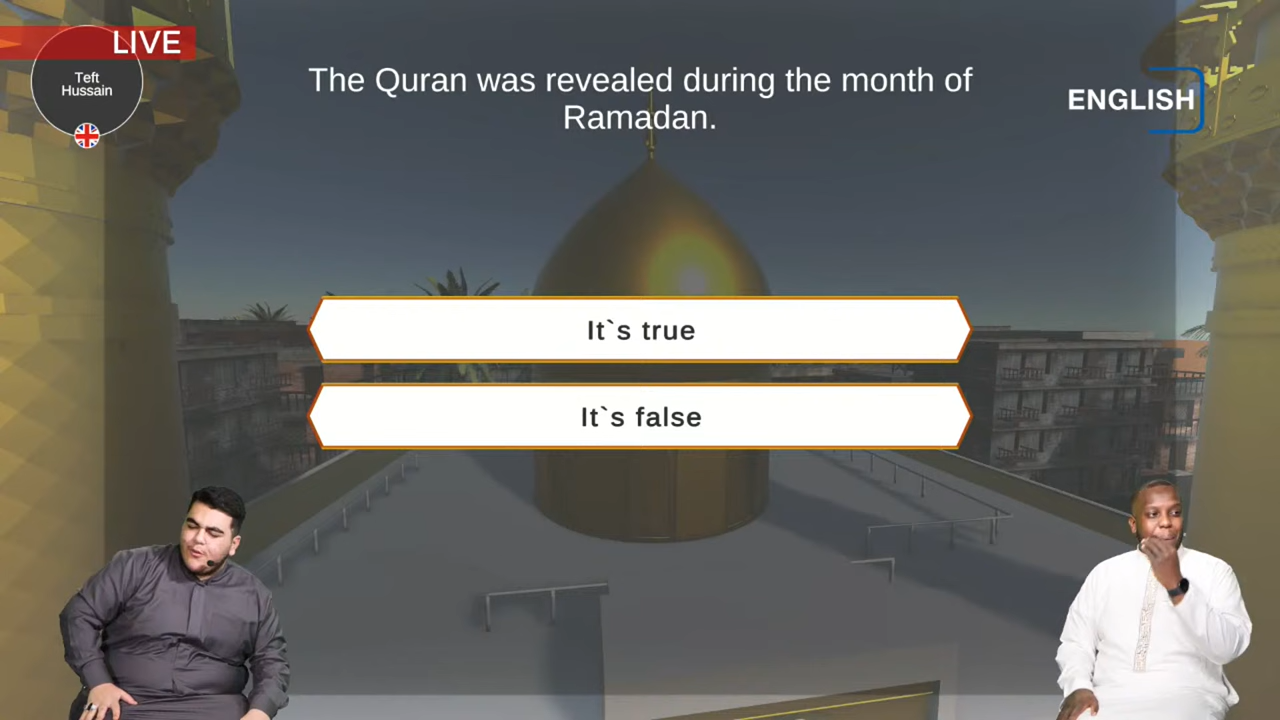 LIVE
Teft
Hussain
The Quran was revealed during the month of
Ramadan.
ENGLISH
It`s true
It`s false